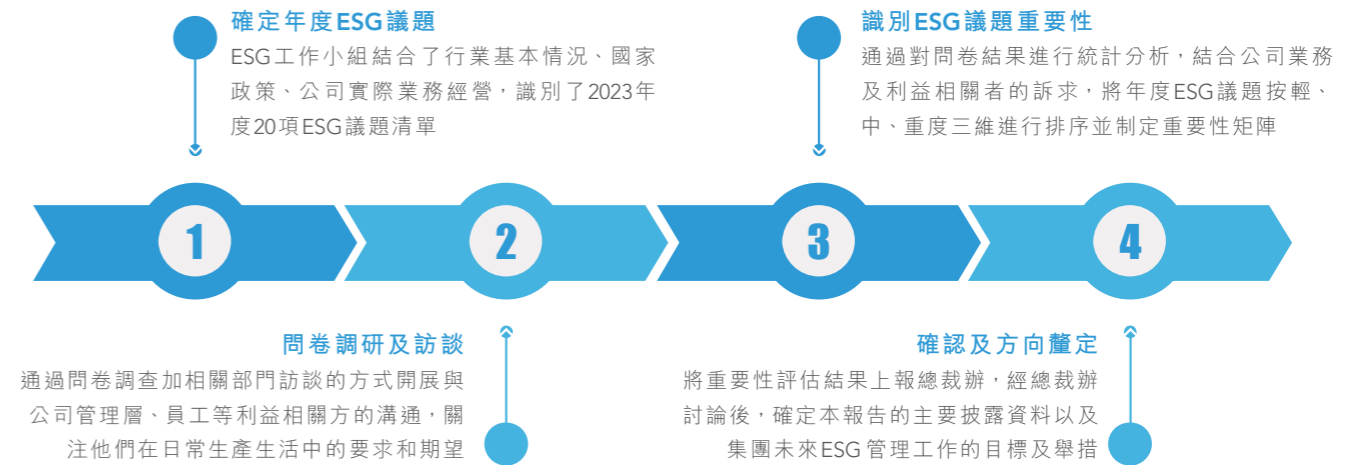 確定年度ESG議題
ESG工作小組結合了行業基本情況、國家
政策、公司實際業務經營，識別了2023年
度20項ESG議題清單
識別ESG議題重要性
通過對問卷結果進行統計分析，結合公司業務
及利益相關者的訴求，將年度ESG議題按輕、
中、重度三維進行排序並制定重要性矩陣
1
2
3
4
問卷調研及訪談
通過問卷調查加相關部門訪談的方式開展與
公司管理層、員工等利益相關方的溝通，關
注他們在日常生產生活中的要求和期望
確認及方向釐定
將重要性評估結果上報總裁辦，經總裁辦
討論後，確定本報告的主要披露資料以及
集團未來ESG管理工作的目標及舉措